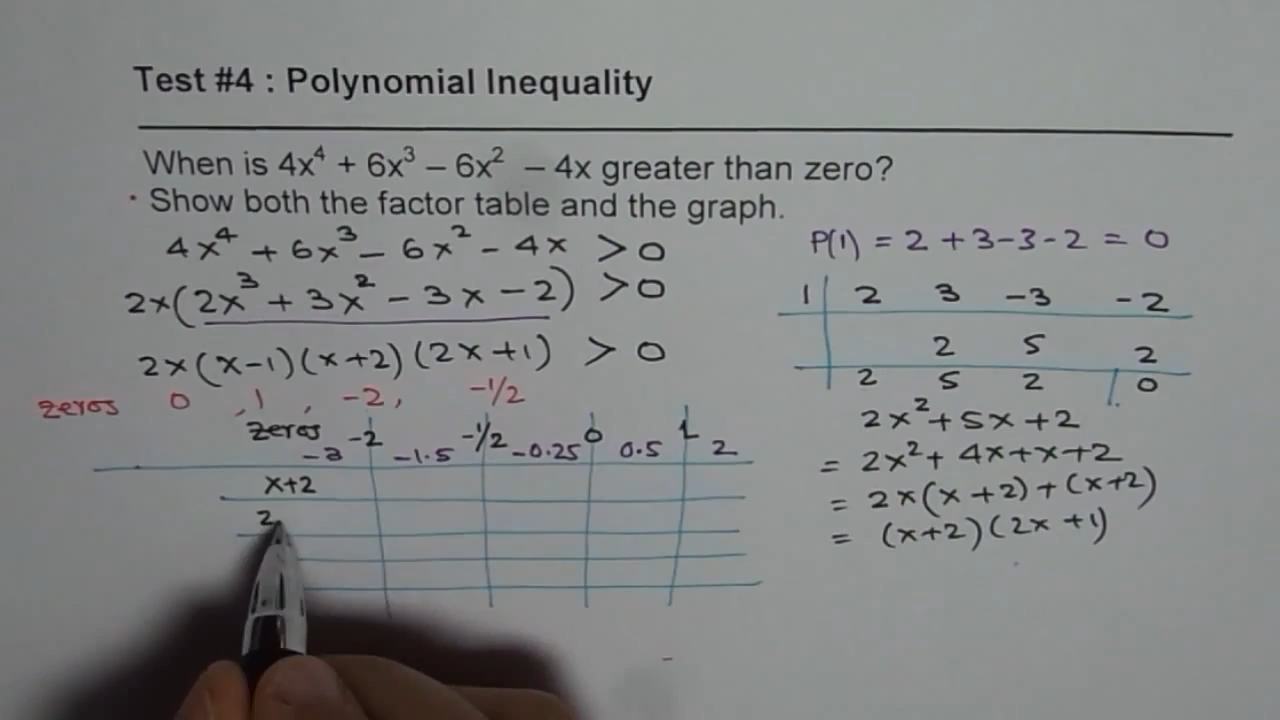 Test #4 : Polynomial Inequality
When is 4x⁴ + 6x³ – 6x² – 4x greater than zero?
• Show both the factor table and the graph.
4x⁴ + 6x³ – 6x² – 4x > 0
2x(2x³ + 3x² – 3x – 2) > 0
2x(x–1)(x+2)(2x+1) > 0
zeros 0 , 1 , –2, –1/2
zeros –2 –1/2 0 1
–3 –1.5 –0.25 0.5 2
x+2
2
P(1) = 2 + 3 – 3 – 2 = 0
1 | 2 3 –3 –2
2 5 2
2 5 2 0
2x² + 5x + 2
= 2x² + 4x + x + 2
= 2x(x+2) + (x+2)
= (x+2)(2x+1)